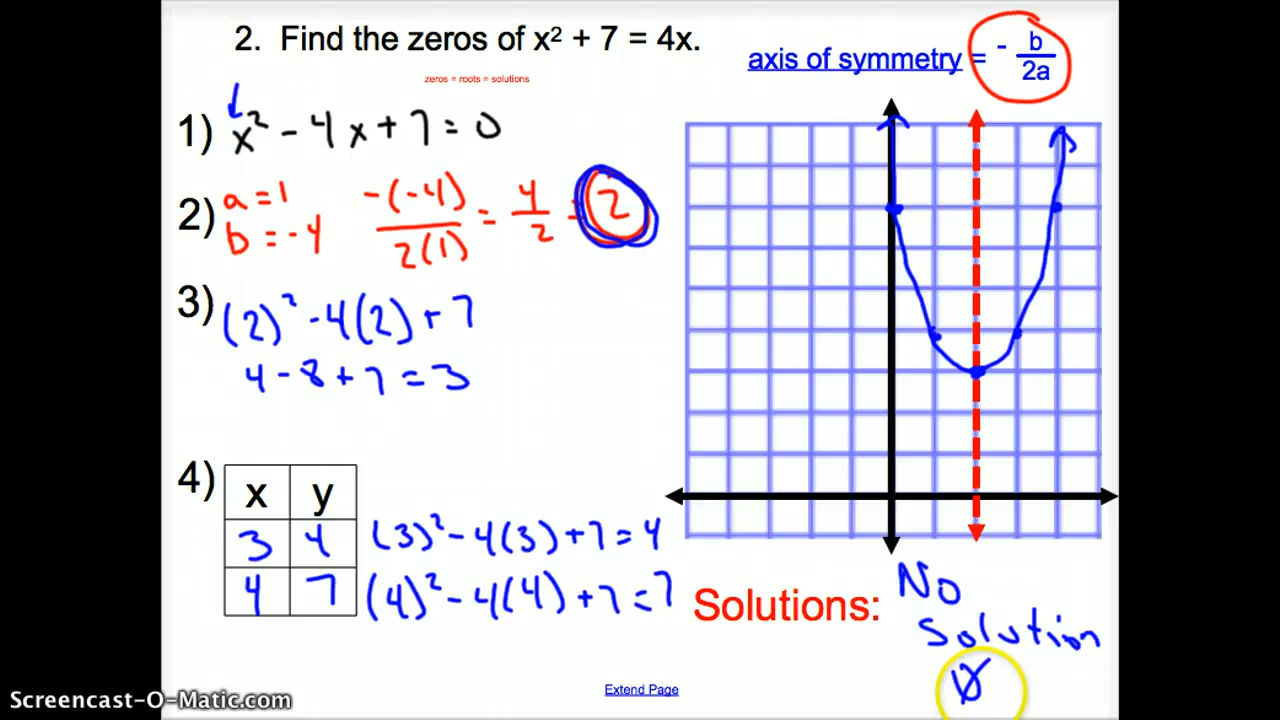 2. Find the zeros of x² + 7 = 4x.
zeros = roots = solutions
axis of symmetry = - b/2a
1) x² - 4x + 7 = 0
2) a = 1
b = -4
-(-4)/2(1) = 4/2 = 2
3) (2)² - 4(2) + 7
4 - 8 + 7 = 3
4)
x y
3 4 (3)² - 4(3) + 7 = 4
4 7 (4)² - 4(4) + 7 = 7
Solutions: No
Solution
Ø
Extend Page
Screencast-O-Matic.com